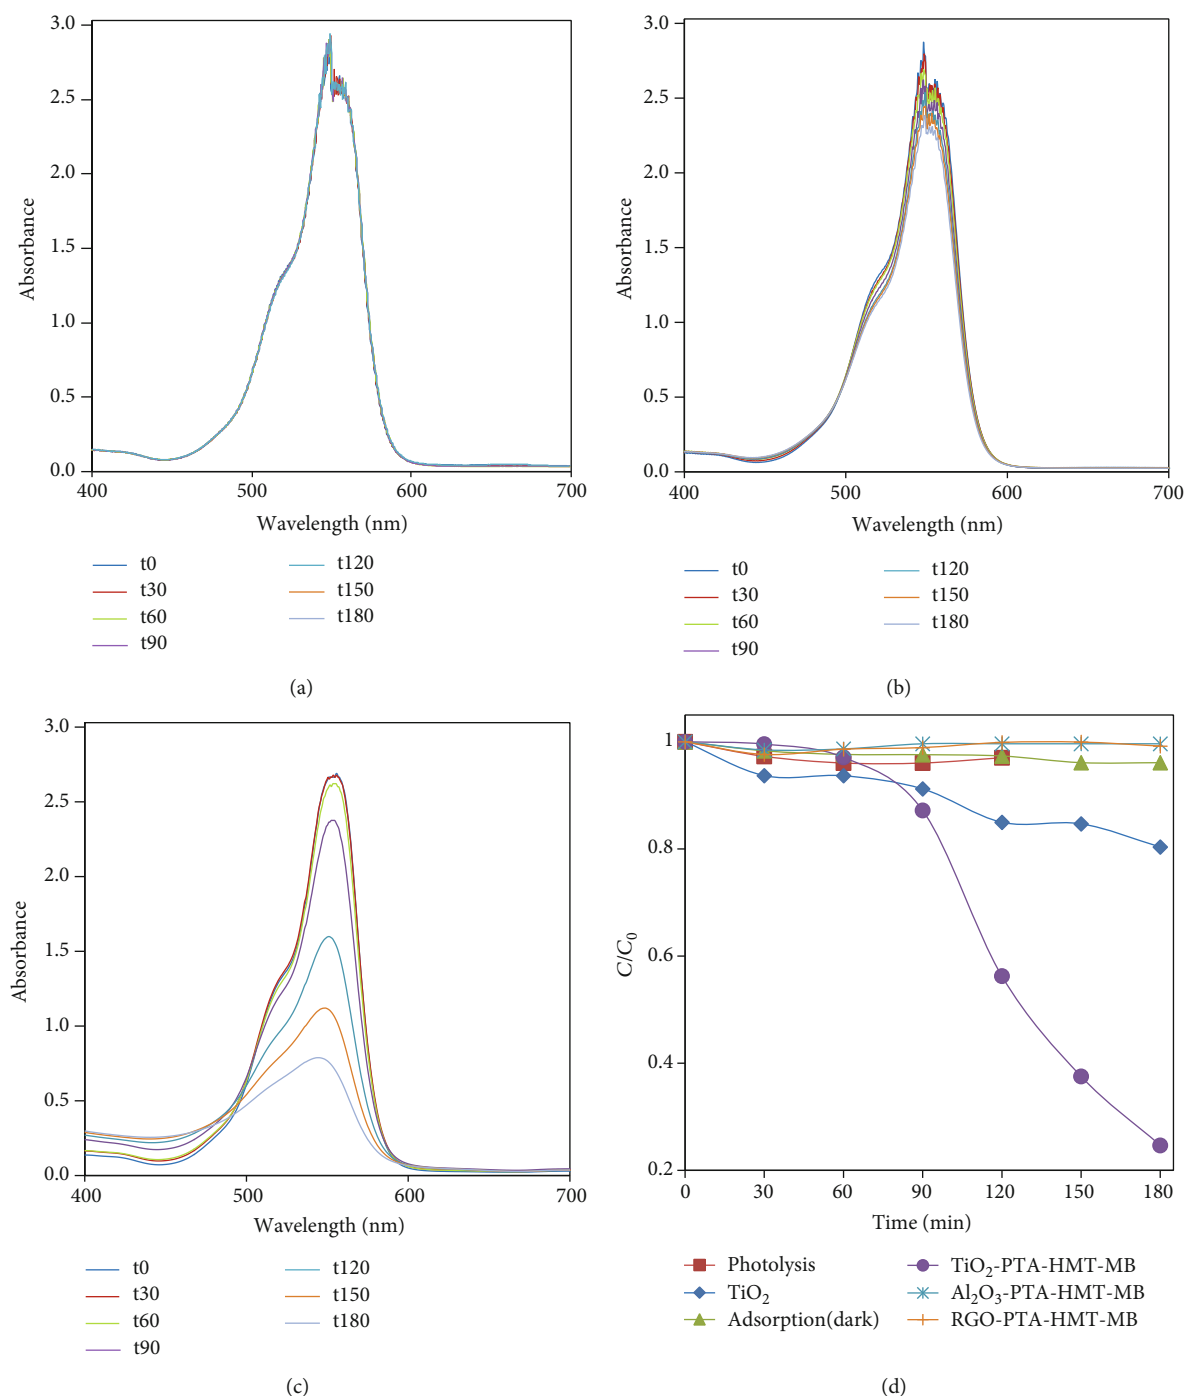 3.0
2.5
2.0
1.5
1.0
0.5
0.0
Absorbance
400
500
600
700
Wavelength (nm)
t0
t30
t60
t90
t120
t150
t180
(a)
3.0
2.5
2.0
1.5
1.0
0.5
0.0
Absorbance
400
500
600
700
Wavelength (nm)
t0
t30
t60
t90
t120
t150
t180
(b)
3.0
2.5
2.0
1.5
1.0
0.5
0.0
Absorbance
400
500
600
700
Wavelength (nm)
t0
t30
t60
t90
t120
t150
t180
(c)
1
0.8
0.6
0.4
0.2
C/C₀
0
30
60
90
120
150
180
Time (min)
Photolysis
TiO₂
Adsorption(dark)
TiO₂-PTA-HMT-MB
Al₂O₃-PTA-HMT-MB
RGO-PTA-HMT-MB
(d)